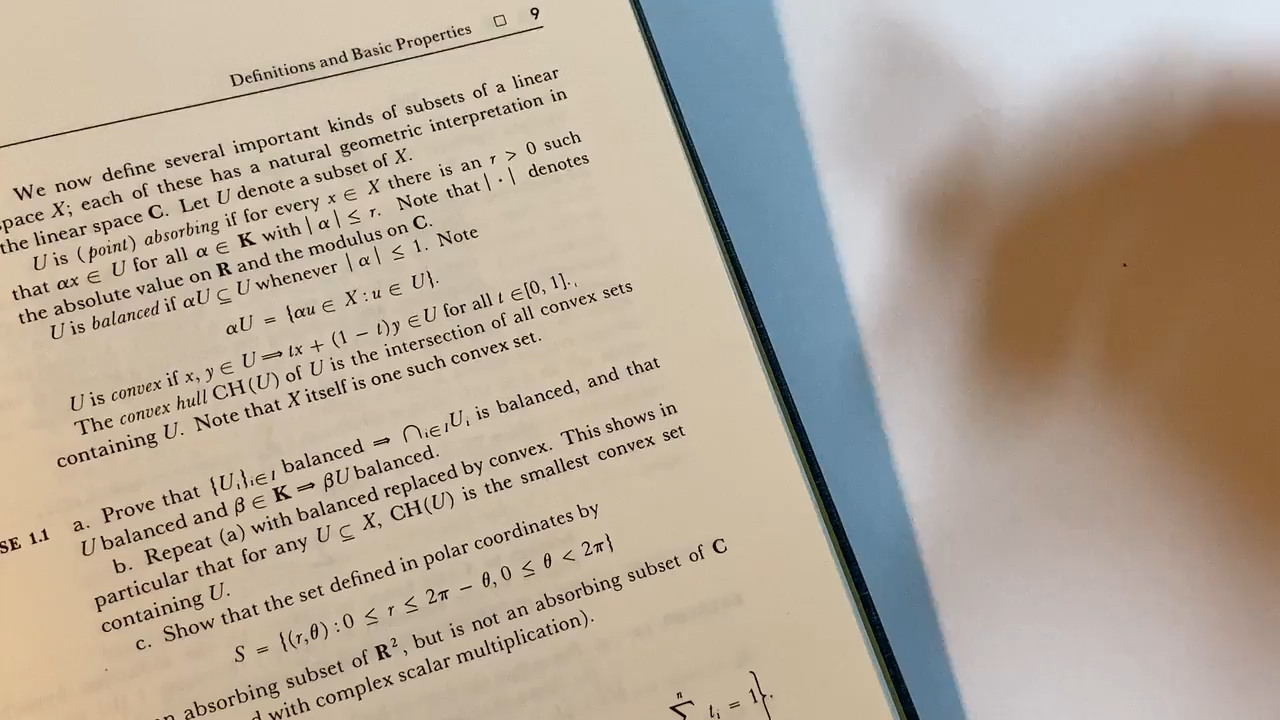 Definitions and Basic Properties □ 9
We now define several important kinds of subsets of a linear
space X; each of these has a natural geometric interpretation in
the linear space C. Let U denote a subset of X.
U is (point) absorbing if for every x ∈ X there is an r > 0 such
that αx ∈ U for all α ∈ K with |α| ≤ r. Note that |·| denotes
the absolute value on R and the modulus on C.
U is balanced if αU ⊆ U whenever |α| ≤ 1. Note
αU = {αu ∈ X : u ∈ U}.
U is convex if x, y ∈ U ⟹ tx + (1 − t)y ∈ U for all t ∈ [0, 1].
The convex hull CH(U) of U is the intersection of all convex sets
containing U. Note that X itself is one such convex set.
SE 1.1 a. Prove that {Uᵢ}ᵢ∈I balanced ⇒ ⋂ᵢ∈I Uᵢ is balanced, and that
U balanced and β ∈ K ⇒ βU balanced.
b. Repeat (a) with balanced replaced by convex. This shows in
particular that for any U ⊆ X, CH(U) is the smallest convex set
containing U.
c. Show that the set defined in polar coordinates by
S = {(r,θ) : 0 ≤ r ≤ 2π − θ, 0 ≤ θ < 2π}
n absorbing subset of R², but is not an absorbing subset of C
d with complex scalar multiplication).
n
∑ tᵢ = 1}.